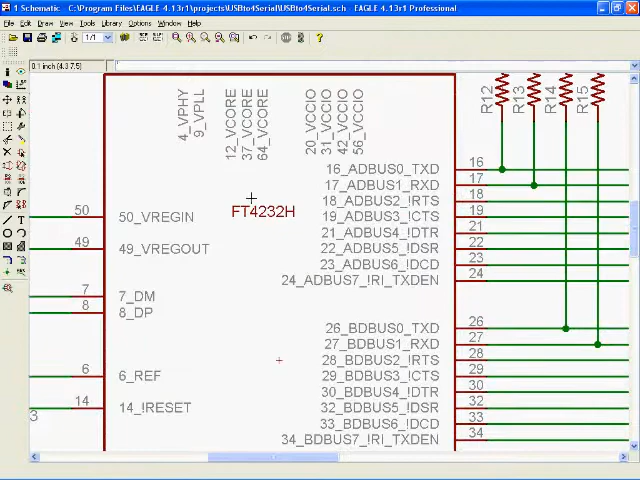 1 Schematic - C:\Program Files\EAGLE-4.13r1\projects\USBto4Serial\USBto4Serial.sch - EAGLE 4.13r1 Professional
File Edit Draw View Tools Library Options Window Help
1/1
0.1 inch (4.3 7.5)
4_VPHY
9_VPLL
12_VCORE
37_VCORE
64_VCORE
20_VCCIO
31_VCCIO
42_VCCIO
56_VCCIO
R12
R13
R14
R15
FT4232H
50 50_VREGIN
49 49_VREGOUT
7 7_DM
8 8_DP
6 6_REF
14 14_!RESET
3
16_ADBUS0_TXD 16
17_ADBUS1_RXD 17
18_ADBUS2_!RTS 18
19_ADBUS3_!CTS 19
21_ADBUS4_!DTR 21
22_ADBUS5_!DSR 22
23_ADBUS6_!DCD 23
24_ADBUS7_!RI_TXDEN 24
26_BDBUS0_TXD 26
27_BDBUS1_RXD 27
28_BDBUS2_!RTS 28
29_BDBUS3_!CTS 29
30_BDBUS4_!DTR 30
32_BDBUS5_!DSR 32
33_BDBUS6_!DCD 33
34_BDBUS7_!RI_TXDEN 34